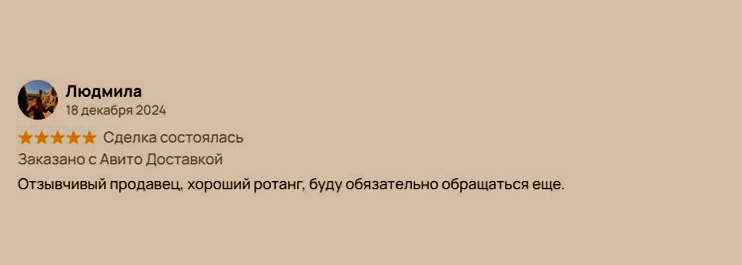 Людмила
18 декабря 2024
Сделка состоялась
Заказано с Авито Доставкой
Отзывчивый продавец, хороший ротанг, буду обязательно обращаться еще.